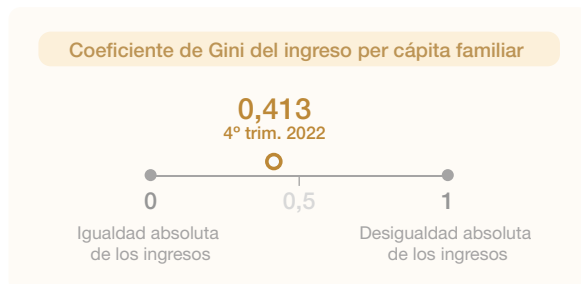 Coeficiente de Gini del ingreso per cápita familiar
0,413
4º trim. 2022
0
0,5
1
Igualdad absoluta
de los ingresos
Desigualdad absoluta
de los ingresos